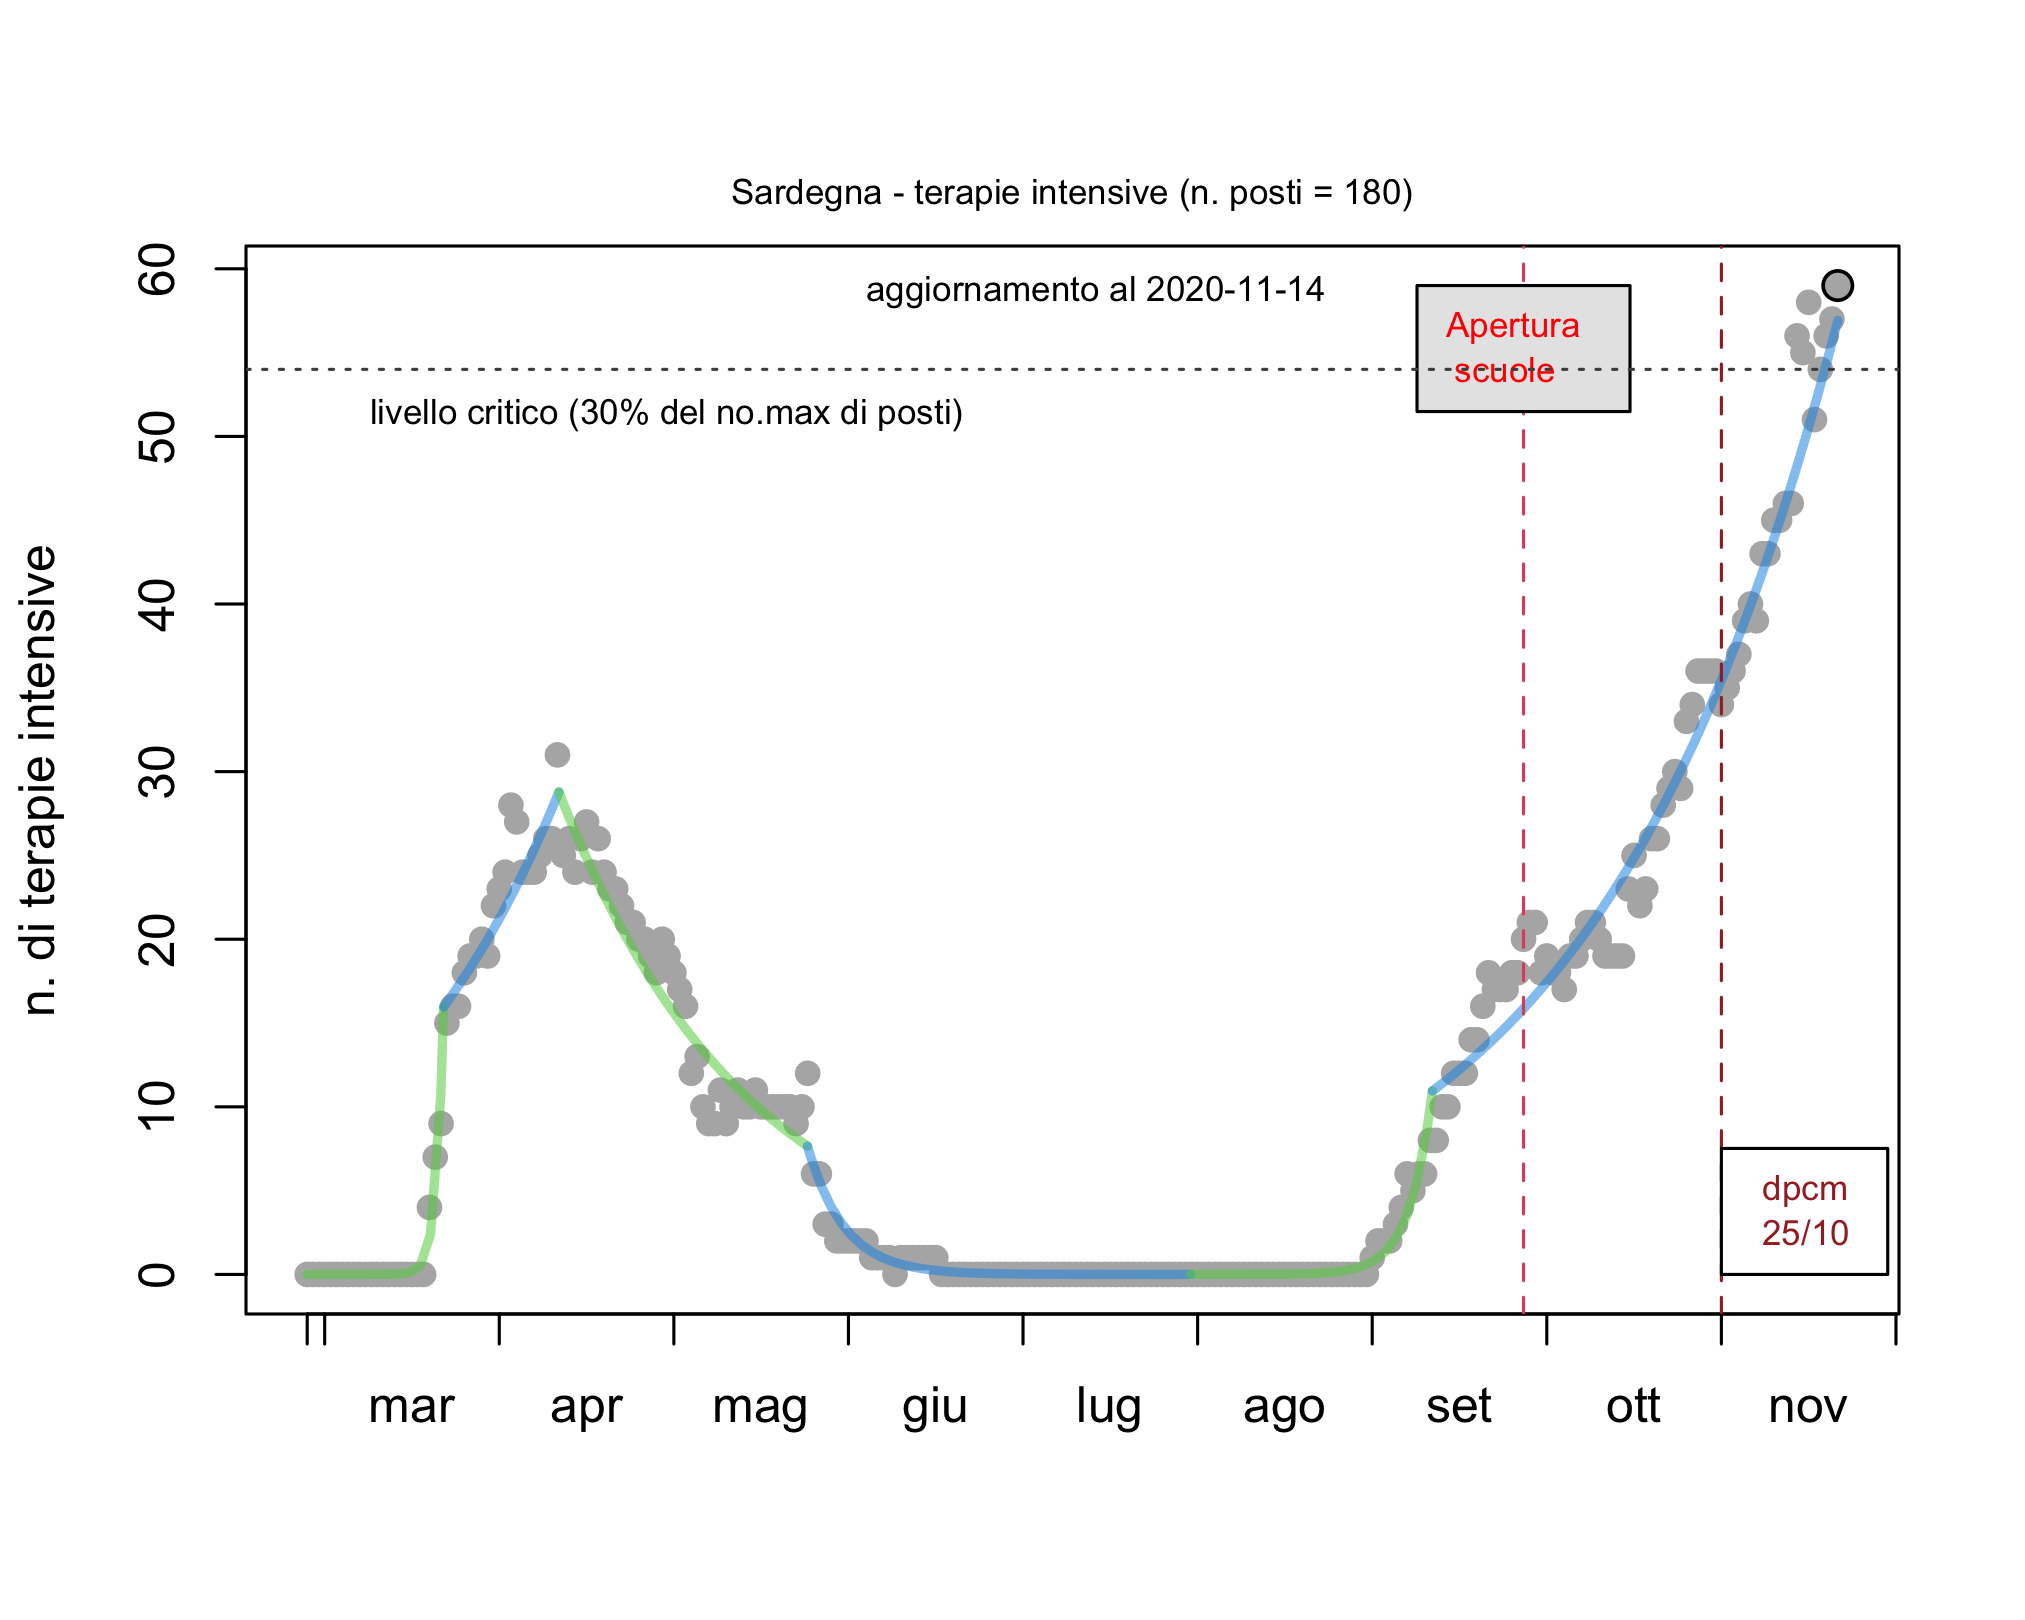 Sardegna - terapie intensive (n. posti = 180)
aggiornamento al 2020-11-14
Apertura
scuole
livello critico (30% del no.max di posti)
n. di terapie intensive
60
50
40
30
20
10
0
dpcm
25/10
mar apr mag giu lug ago set ott nov